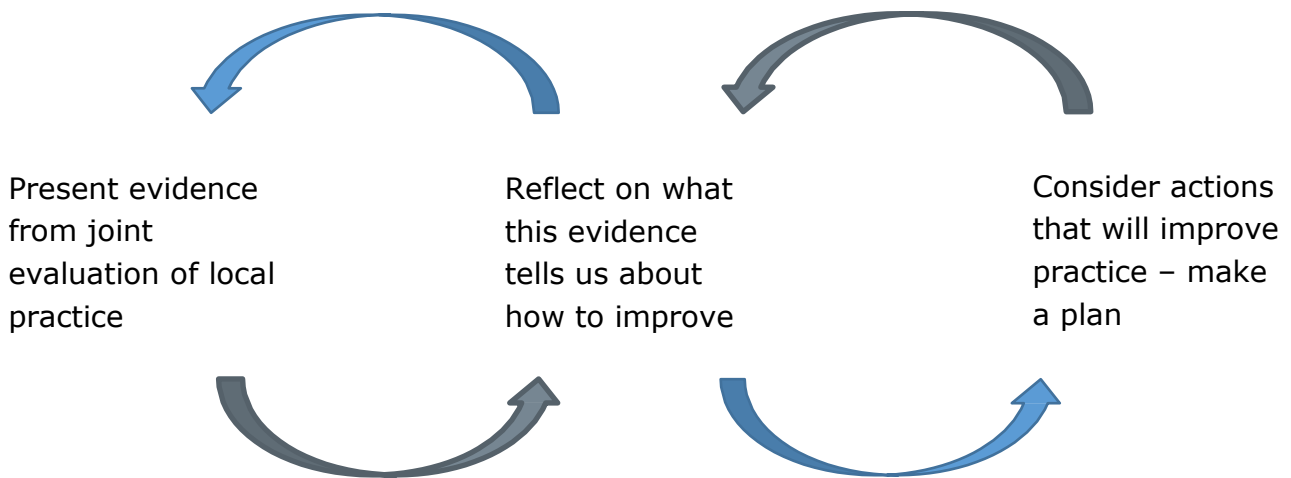 Present evidence
from joint
evaluation of local
practice
Reflect on what
this evidence
tells us about
how to improve
Consider actions
that will improve
practice – make
a plan